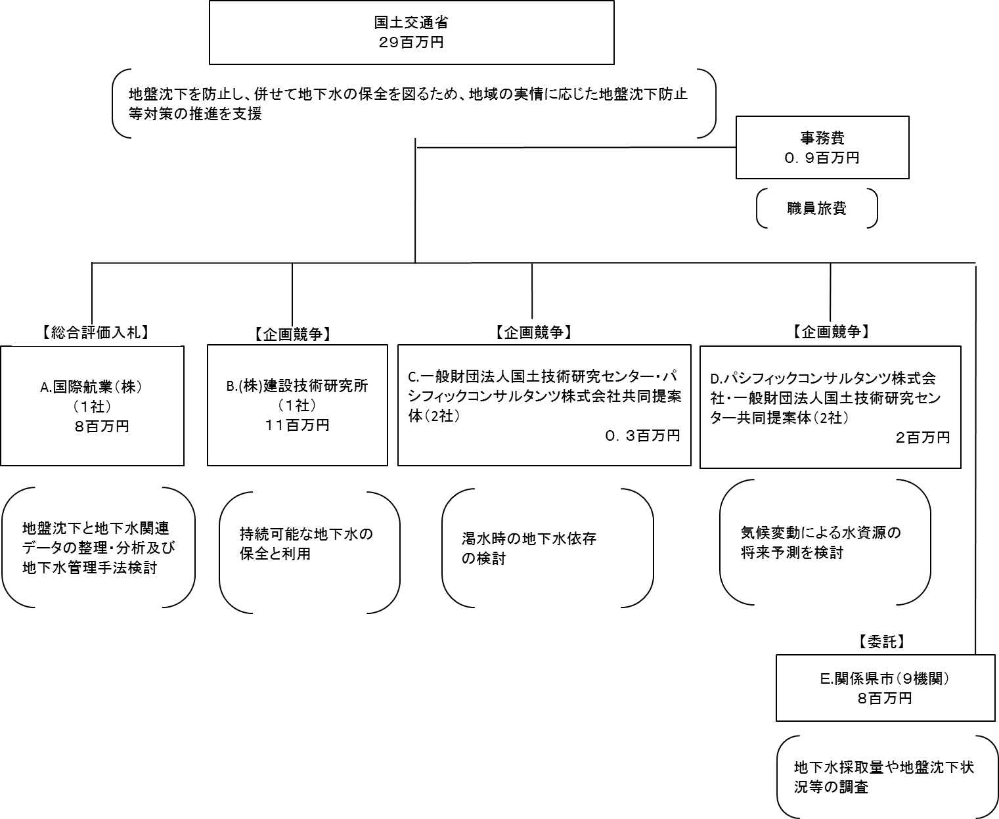 国土交通省
２９百万円
地盤沈下を防止し、併せて地下水の保全を図るため、地域の実情に応じた地盤沈下防止
等対策の推進を支援
事務費
０．９百万円
職員旅費
【総合評価入札】
A.国際航業（株）
（１社）
８百万円
地盤沈下と地下水関連
データの整理・分析及び
地下水管理手法検討
【企画競争】
B.(株)建設技術研究所
（１社）
１１百万円
持続可能な地下水の
保全と利用
【企画競争】
C.一般財団法人国土技術研究センター・パ
シフィックコンサルタンツ株式会社共同提案
体（2社）
０．３百万円
渇水時の地下水依存
の検討
【企画競争】
D.パシフィックコンサルタンツ株式会
社・一般財団法人国土技術研究セン
ター共同提案体（2社）
２百万円
気候変動による水資源の
将来予測を検討
【委託】
Ｅ.関係県市（９機関）
８百万円
地下水採取量や地盤沈下状
況等の調査